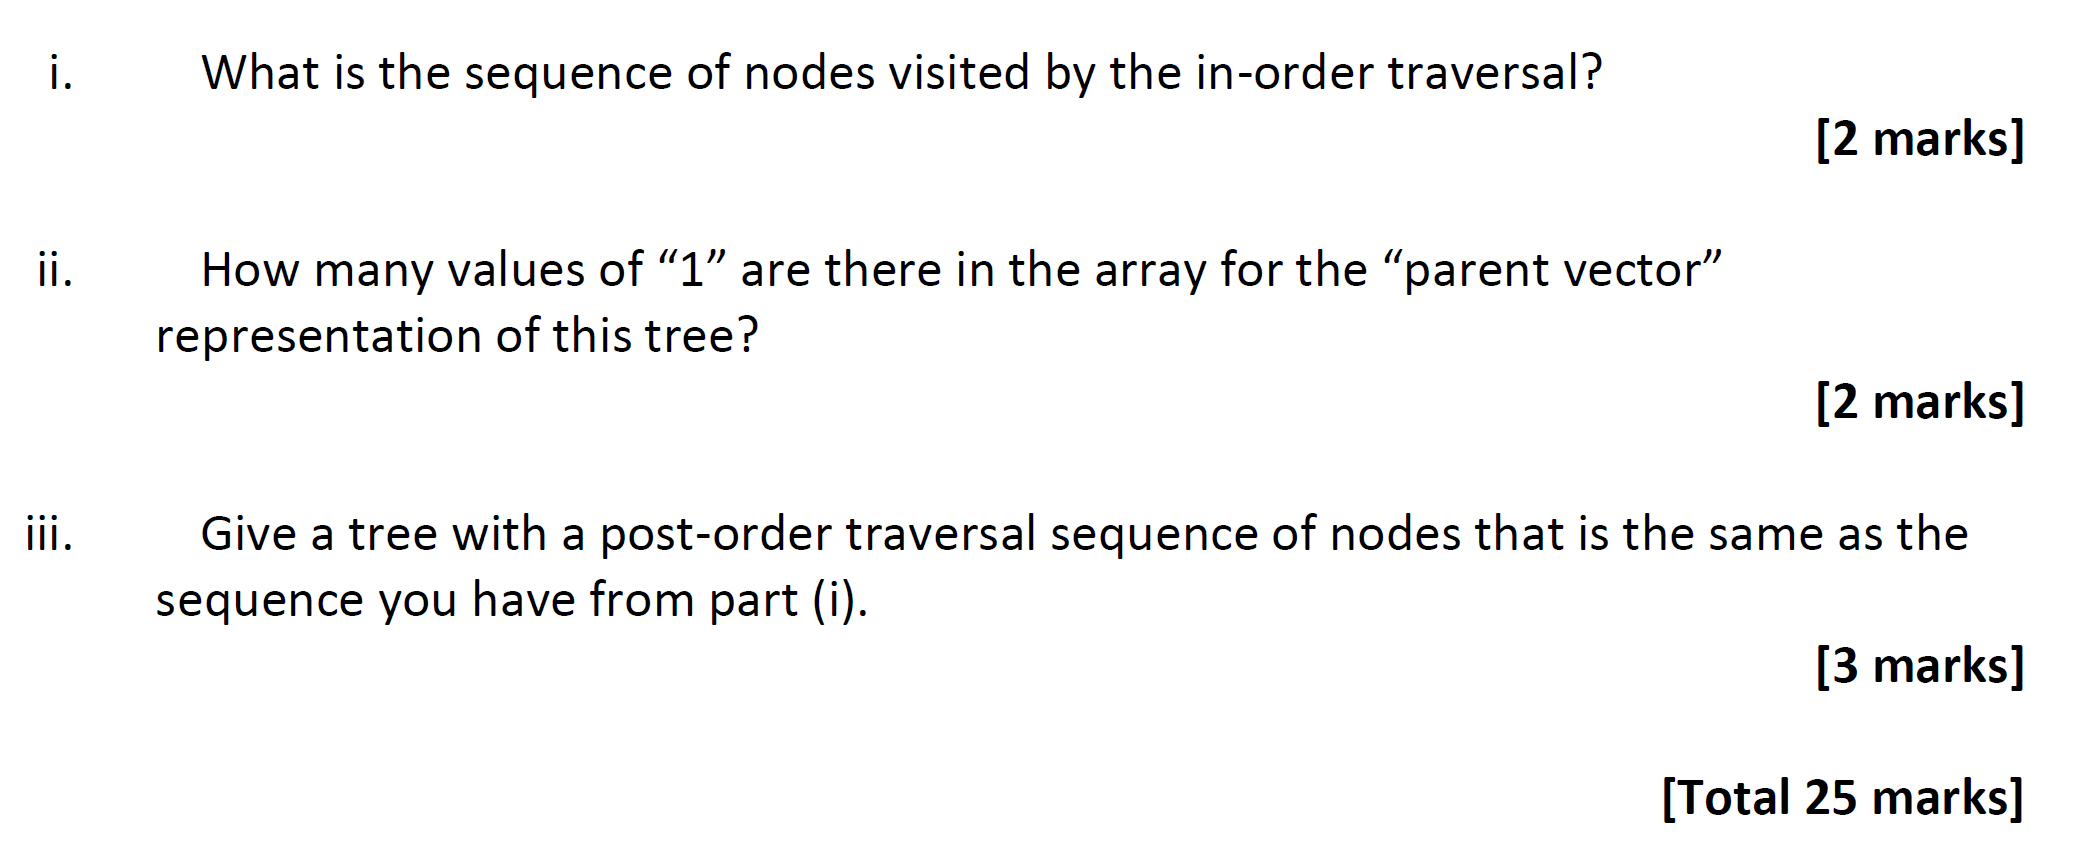 i. What is the sequence of nodes visited by the in-order traversal?
[2 marks]
ii. How many values of “1” are there in the array for the “parent vector”
representation of this tree?
[2 marks]
iii. Give a tree with a post-order traversal sequence of nodes that is the same as the
sequence you have from part (i).
[3 marks]
[Total 25 marks]